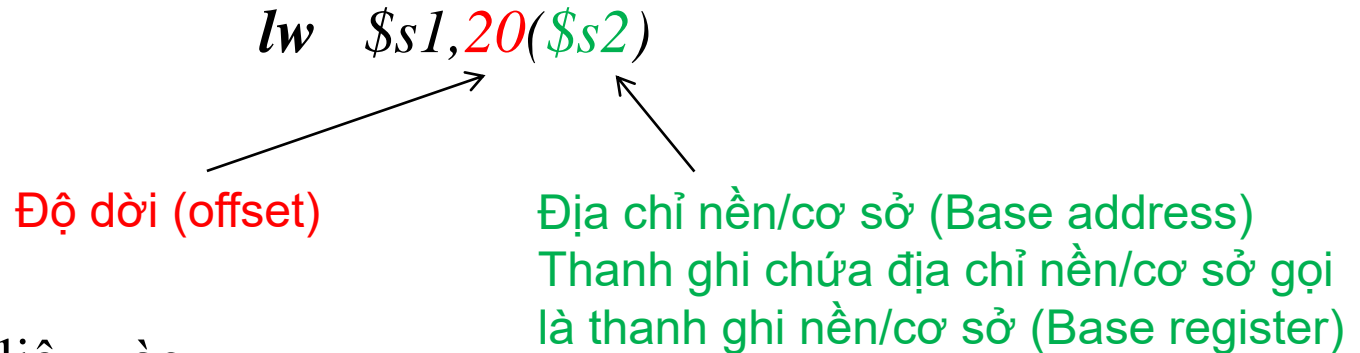 lw $s1,20($s2)
Độ dời (offset)
Địa chỉ nền/cơ sở (Base address)
Thanh ghi chứa địa chỉ nền/cơ sở gọi
là thanh ghi nền/cơ sở (Base register)